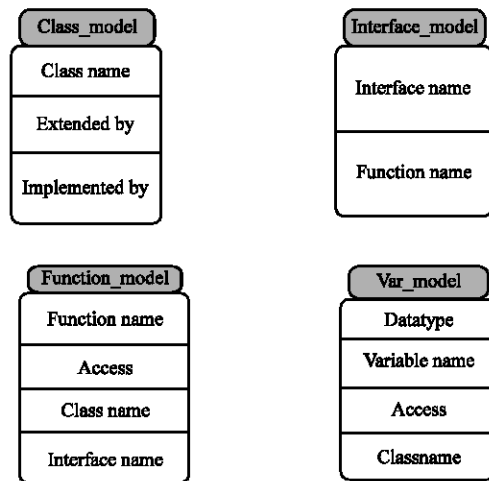 Class_model
Class name
Extended by
Implemented by
Interface_model
Interface name
Function name
Function_model
Function name
Access
Class name
Interface name
Var_model
Datatype
Variable name
Access
Classname